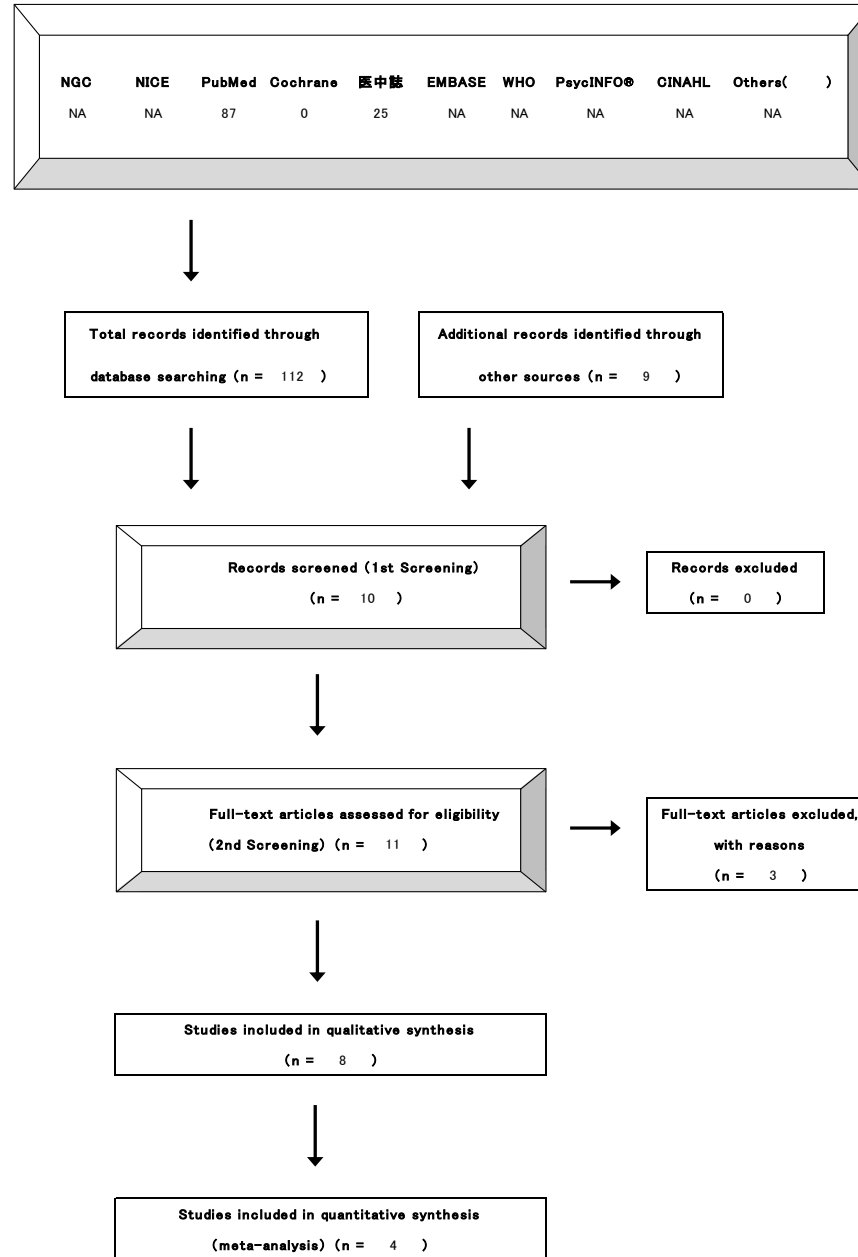 NGC NICE PubMed Cochrane 医中誌 EMBASE WHO PsycINFO® CINAHL Others( )
NA NA 87 0 25 NA NA NA NA NA
Total records identified through
database searching (n = 112 )
Additional records identified through
other sources (n = 9 )
Records screened (1st Screening)
(n = 10 )
Records excluded
(n = 0 )
Full-text articles assessed for eligibility
(2nd Screening) (n = 11 )
Full-text articles excluded,
with reasons
(n = 3 )
Studies included in qualitative synthesis
(n = 8 )
Studies included in quantitative synthesis
(meta-analysis) (n = 4 )